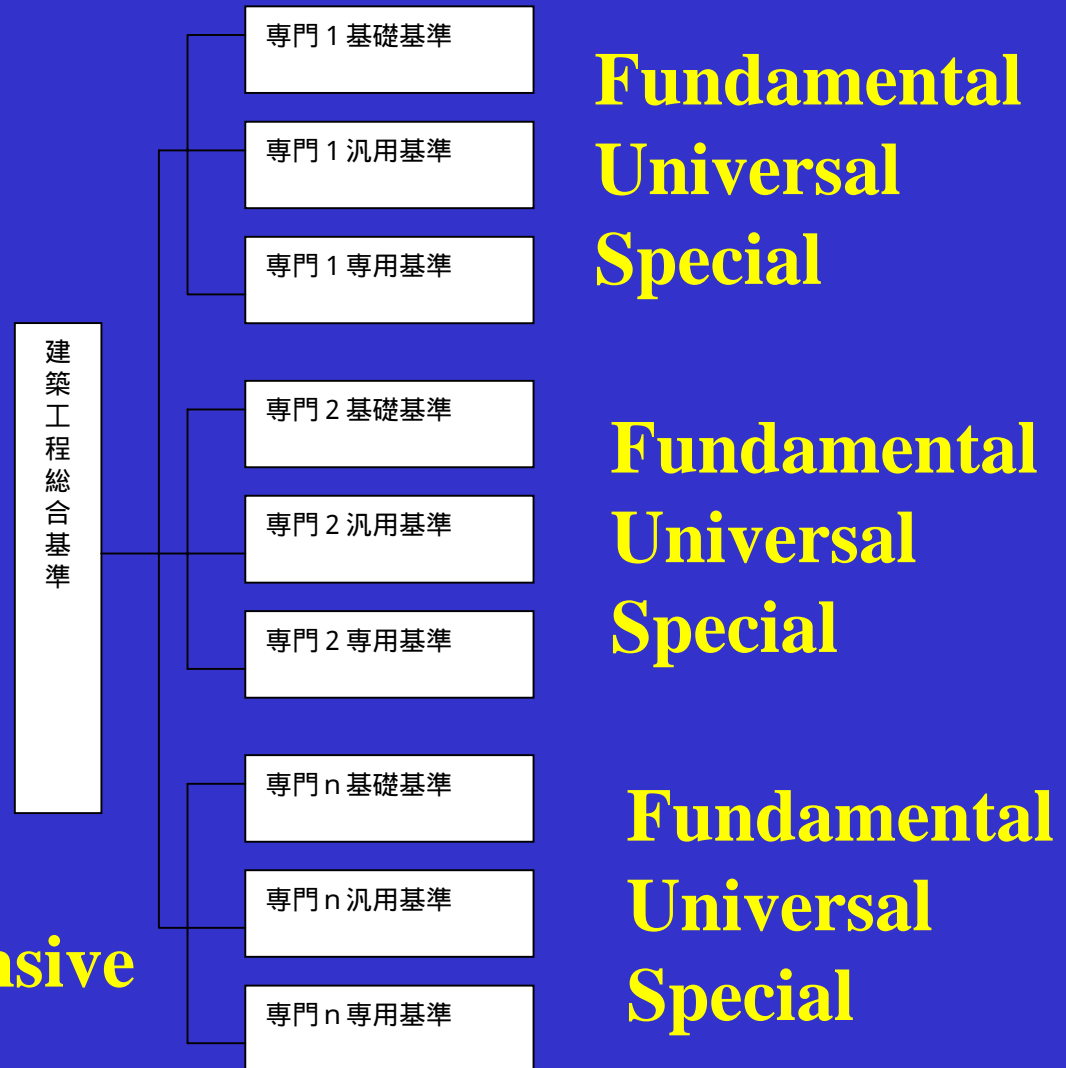 建築工程総合基準
専門1基礎基準
専門1汎用基準
専門1専用基準
Fundamental
Universal
Special
専門2基礎基準
専門2汎用基準
専門2専用基準
Fundamental
Universal
Special
専門n基礎基準
専門n汎用基準
専門n専用基準
Fundamental
Universal
Special
nsive